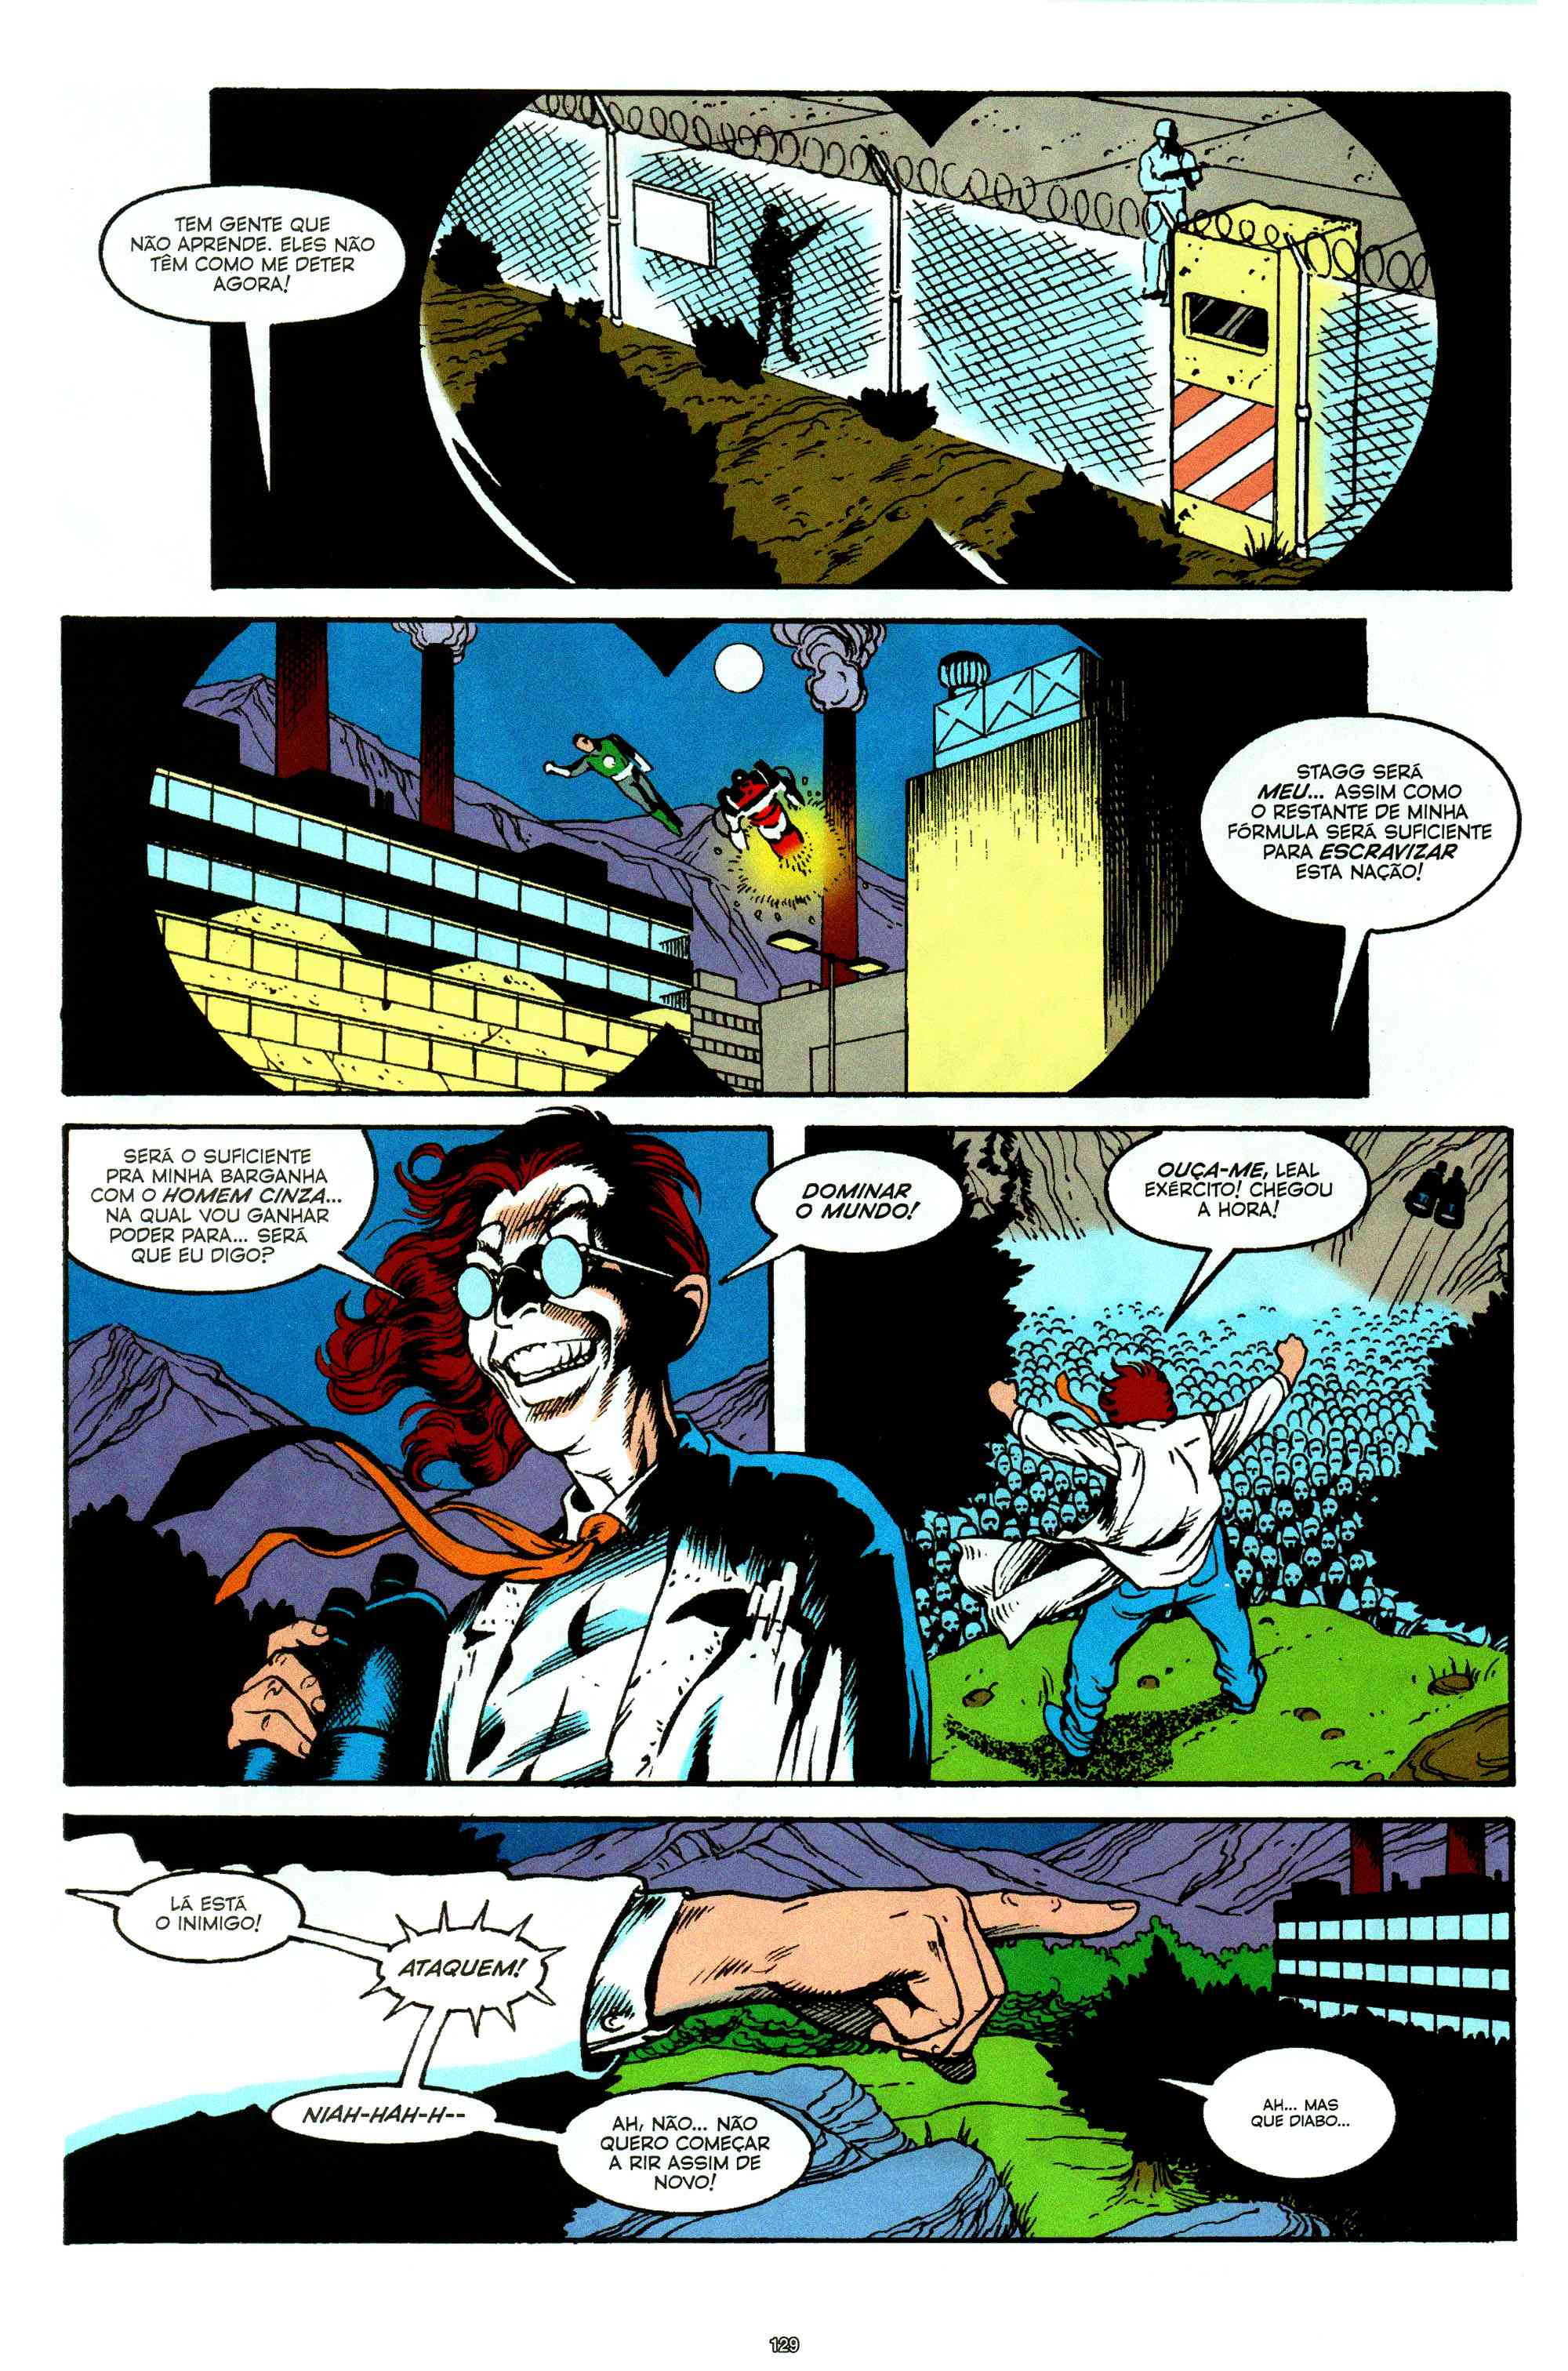 TEM GENTE QUE
NÃO APRENDE. ELES NÃO
TÊM COMO ME DETER
AGORA!
STAGG SERÁ
MEU... ASSIM COMO
O RESTANTE DE MINHA
FÓRMULA SERÁ SUFICIENTE
PARA ESCRAVIZAR
ESTA NAÇÃO!
SERÁ O SUFICIENTE
PRA MINHA BARGANHA
COM O HOMEM CINZA...
NA QUAL VOU GANHAR
PODER PARA... SERÁ
QUE EU DIGO?
DOMINAR
O MUNDO!
OUÇA-ME, LEAL
EXÉRCITO! CHEGOU
A HORA!
LÁ ESTÁ
O INIMIGO!
ATAQUEM!
NIAH-HAH-H--
AH, NÃO... NÃO
QUERO COMEÇAR
A RIR ASSIM DE
NOVO!
AH... MAS
QUE DIABO...
129